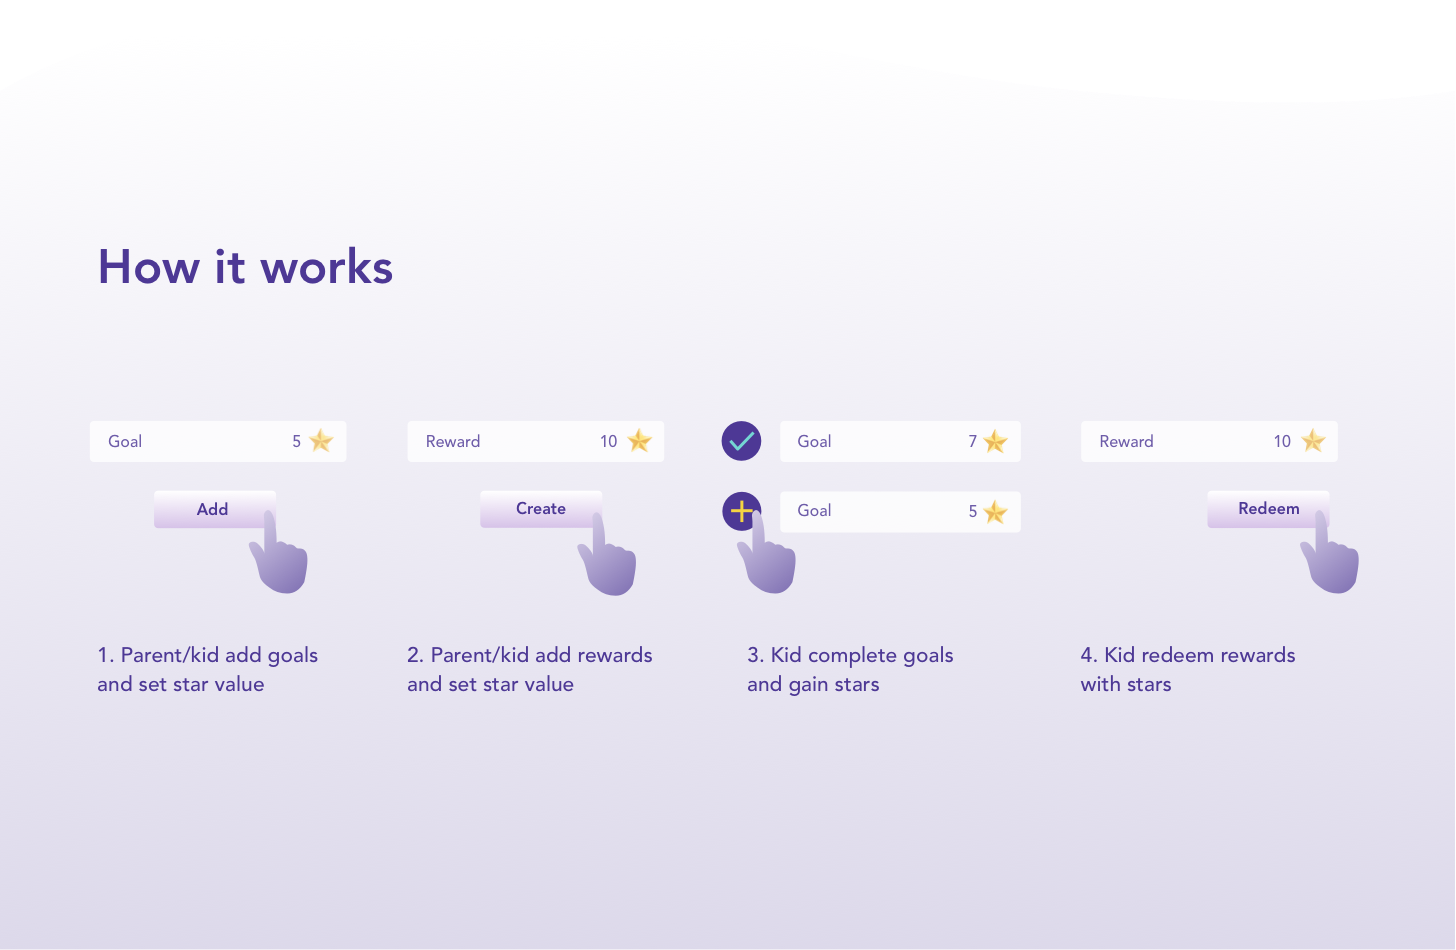 How it works
Goal 5
Add
1. Parent/kid add goals
and set star value
Reward 10
Create
2. Parent/kid add rewards
and set star value
Goal 7
Goal 5
3. Kid complete goals
and gain stars
Reward 10
Redeem
4. Kid redeem rewards
with stars